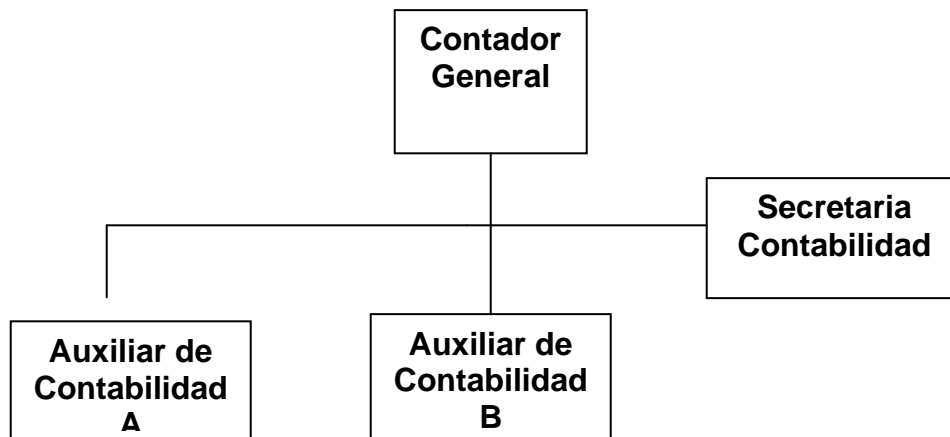 Contador
General
Secretaria
Contabilidad
Auxiliar de
Contabilidad
A
Auxiliar de
Contabilidad
B